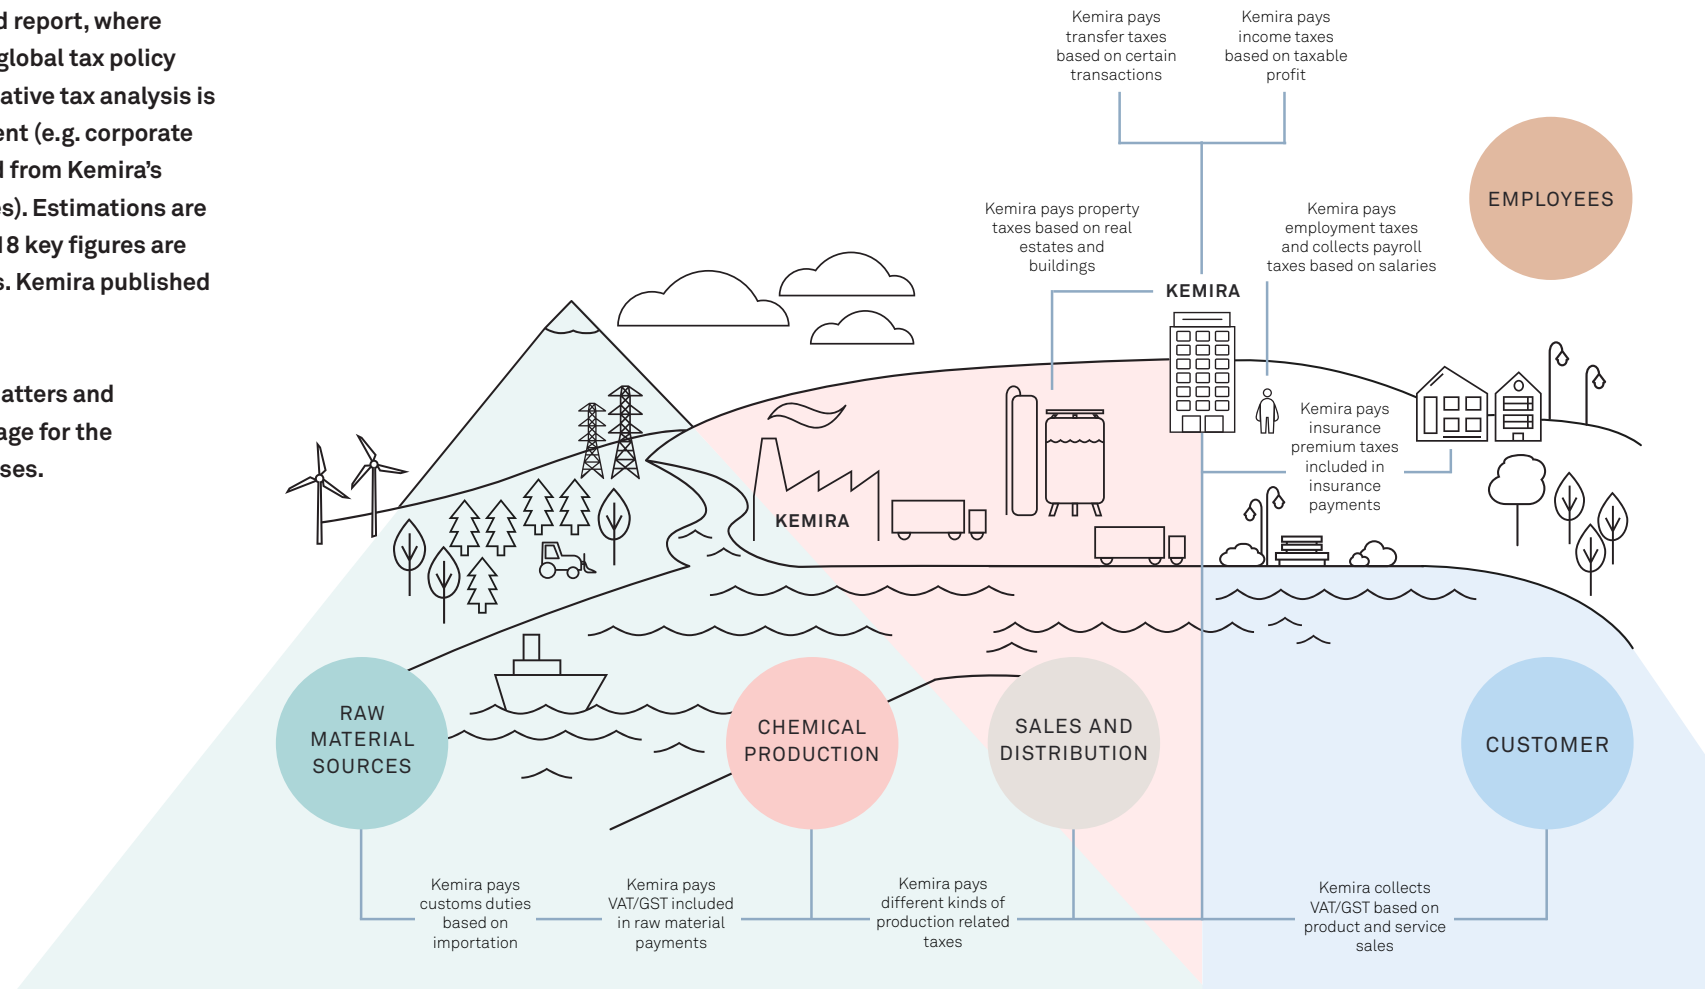 d report, where
global tax policy
ative tax analysis is
ent (e.g. corporate
d from Kemira's
es). Estimations are
18 key figures are
s. Kemira published
atters and
age for the
ses.
Kemira pays
transfer taxes
based on certain
transactions
Kemira pays
income taxes
based on taxable
profit
EMPLOYEES
Kemira pays property
taxes based on real
estates and
buildings
Kemira pays
employment taxes
and collects payroll
taxes based on salaries
KEMIRA
Kemira pays
insurance
premium taxes
included in
insurance
payments
KEMIRA
RAW
MATERIAL
SOURCES
CHEMICAL
PRODUCTION
SALES AND
DISTRIBUTION
CUSTOMER
Kemira pays
customs duties
based on
importation
Kemira pays
VAT/GST included
in raw material
payments
Kemira pays
different kinds of
production related
taxes
Kemira collects
VAT/GST based on
product and service
sales